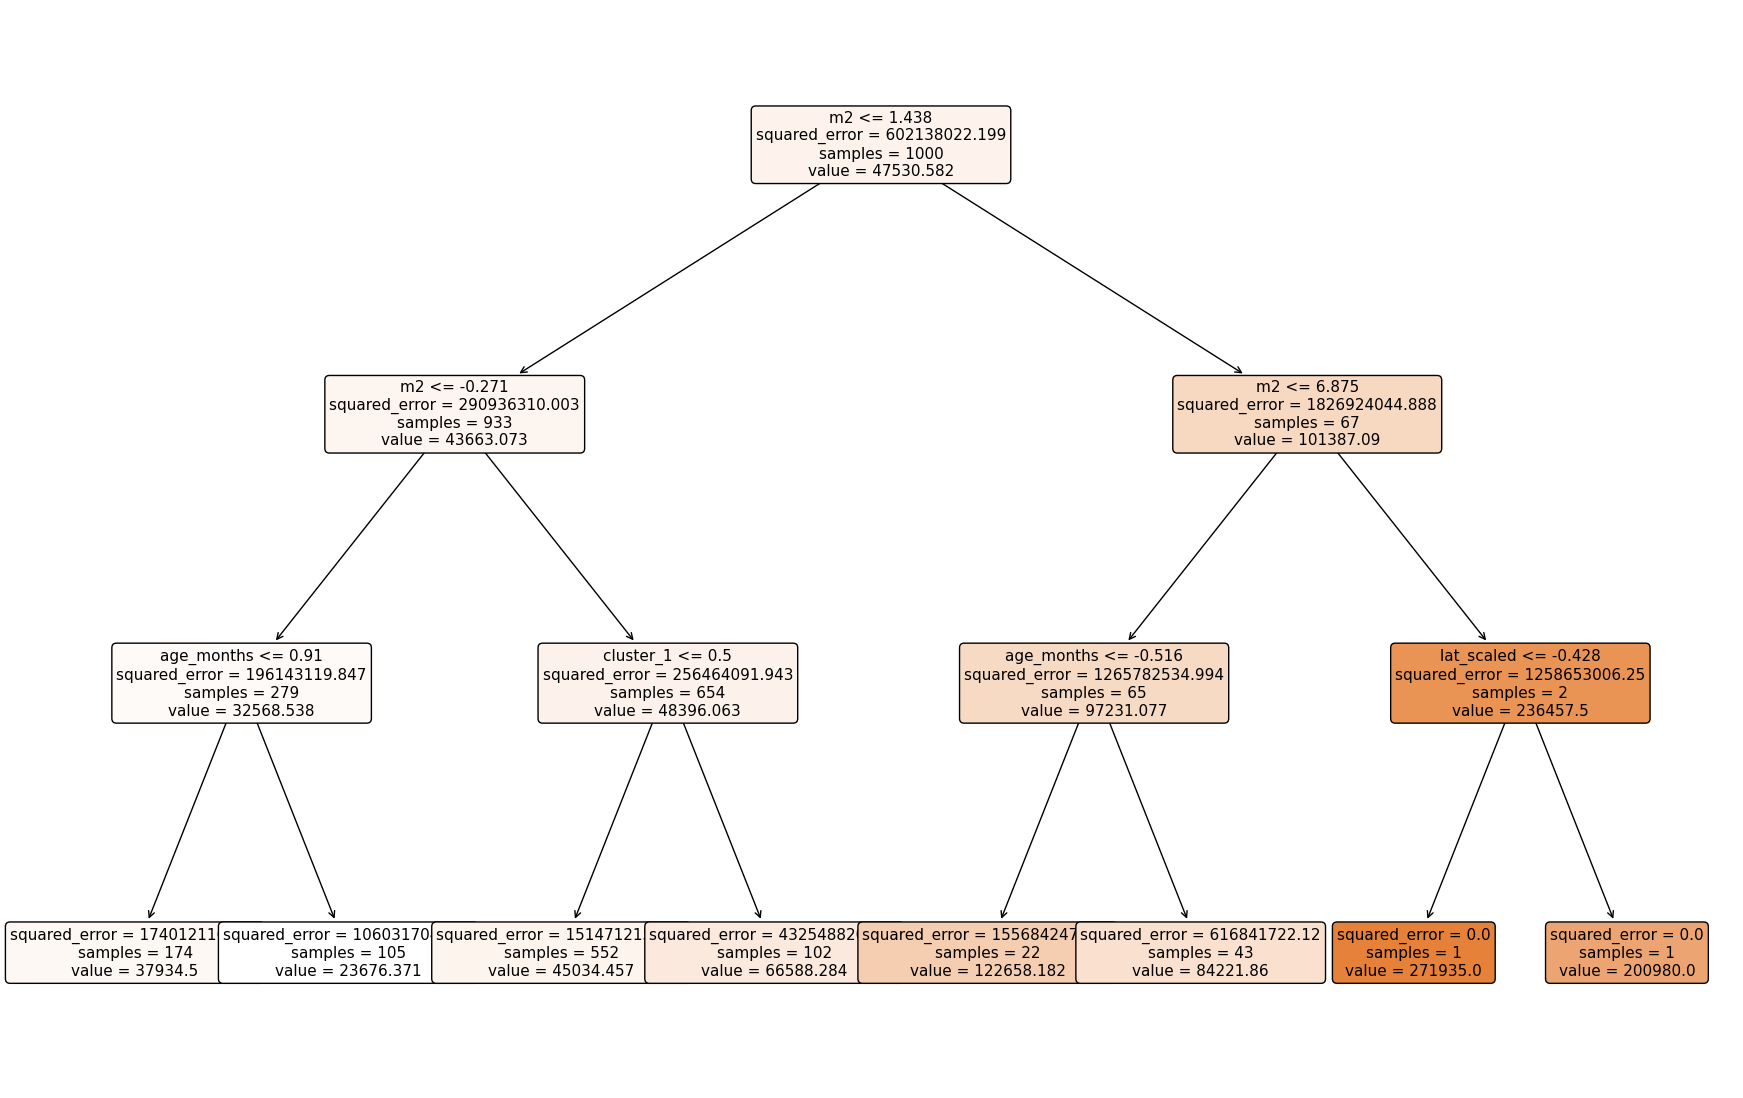 m2 <= 1.438
squared_error = 602138022.199
samples = 1000
value = 47530.582
m2 <= -0.271
squared_error = 290936310.003
samples = 933
value = 43663.073
m2 <= 6.875
squared_error = 1826924044.888
samples = 67
value = 101387.09
age_months <= 0.91
squared_error = 196143119.847
samples = 279
value = 32568.538
cluster_1 <= 0.5
squared_error = 256464091.943
samples = 654
value = 48396.063
age_months <= -0.516
squared_error = 1265782534.994
samples = 65
value = 97231.077
lat_scaled <= -0.428
squared_error = 1258653006.25
samples = 2
value = 236457.5
squared_error =
samples = 174
value = 37934.5
squared_error =
samples = 105
value = 23676.371
squared_error =
samples = 552
value = 45034.457
squared_error =
samples = 102
value = 66588.284
squared_error =
samples = 22
value = 122658.182
squared_error = 616841722.12
samples = 43
value = 84221.86
squared_error = 0.0
samples = 1
value = 271935.0
squared_error = 0.0
samples = 1
value = 200980.0